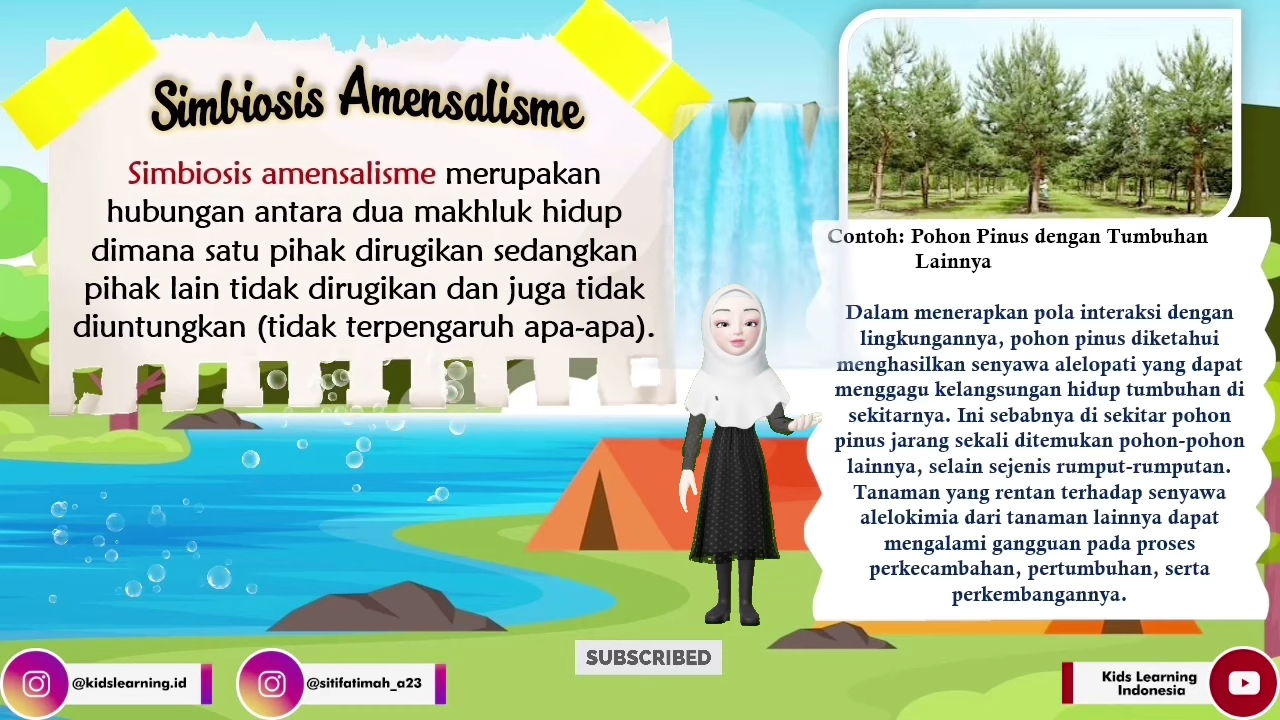 Simbiosis Amensalisme
Simbiosis amensalisme merupakan
hubungan antara dua makhluk hidup
dimana satu pihak dirugikan sedangkan
pihak lain tidak dirugikan dan juga tidak
diuntungkan (tidak terpengaruh apa-apa).
Contoh: Pohon Pinus dengan Tumbuhan
Lainnya
Dalam menerapkan pola interaksi dengan
lingkungannya, pohon pinus diketahui
menghasilkan senyawa alelopati yang dapat
menggagu kelangsungan hidup tumbuhan di
sekitarnya. Ini sebabnya di sekitar pohon
pinus jarang sekali ditemukan pohon-pohon
lainnya, selain sejenis rumput-rumputan.
Tanaman yang rentan terhadap senyawa
alelokimia dari tanaman lainnya dapat
mengalami gangguan pada proses
perkecambahan, pertumbuhan, serta
perkembangannya.
SUBSCRIBED
@kidslearning.id
@sitifatimah_a23
Kids Learning
Indonesia